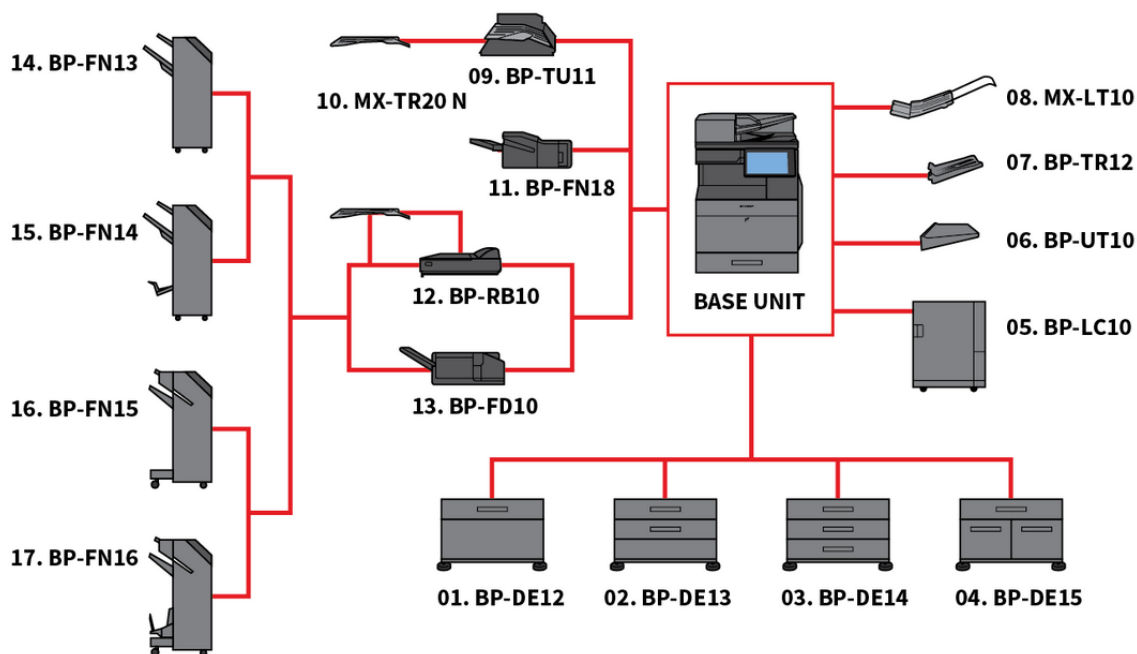 14. BP-FN13
10. MX-TR20 N
09. BP-TU11
11. BP-FN18
15. BP-FN14
12. BP-RB10
13. BP-FD10
16. BP-FN15
17. BP-FN16
BASE UNIT
08. MX-LT10
07. BP-TR12
06. BP-UT10
05. BP-LC10
01. BP-DE12
02. BP-DE13
03. BP-DE14
04. BP-DE15